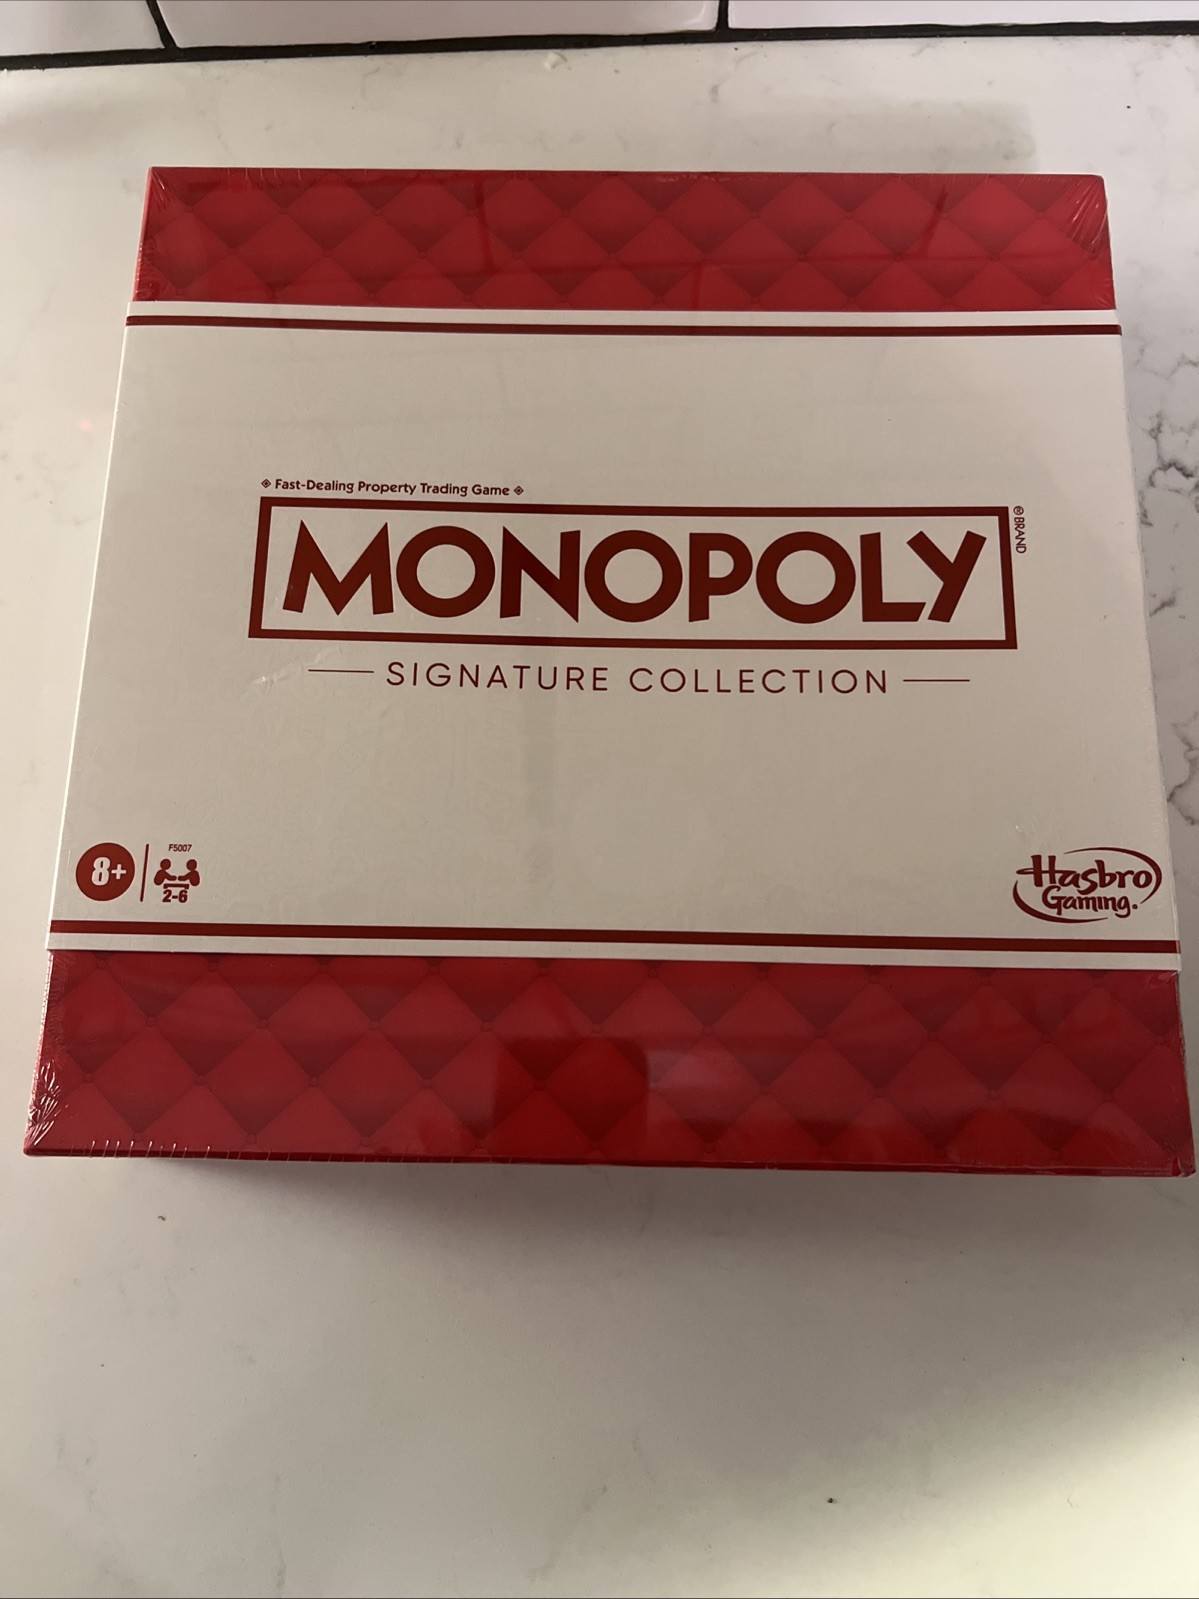 Fast-Dealing Property Trading Game
MONOPOLY
®BRAND
SIGNATURE COLLECTION
8+
F5007
2-6
Hasbro
Gaming.